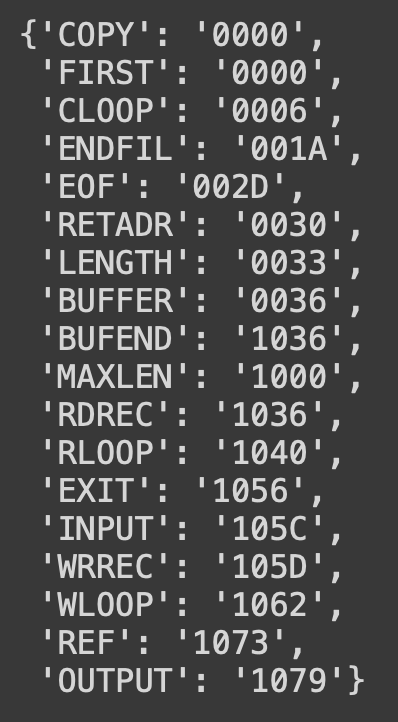 {'COPY': '0000',
'FIRST': '0000',
'CLOOP': '0006',
'ENDFIL': '001A',
'EOF': '002D',
'RETADR': '0030',
'LENGTH': '0033',
'BUFFER': '0036',
'BUFEND': '1036',
'MAXLEN': '1000',
'RDREC': '1036',
'RLOOP': '1040',
'EXIT': '1056',
'INPUT': '105C',
'WRREC': '105D',
'WLOOP': '1062',
'REF': '1073',
'OUTPUT': '1079'}